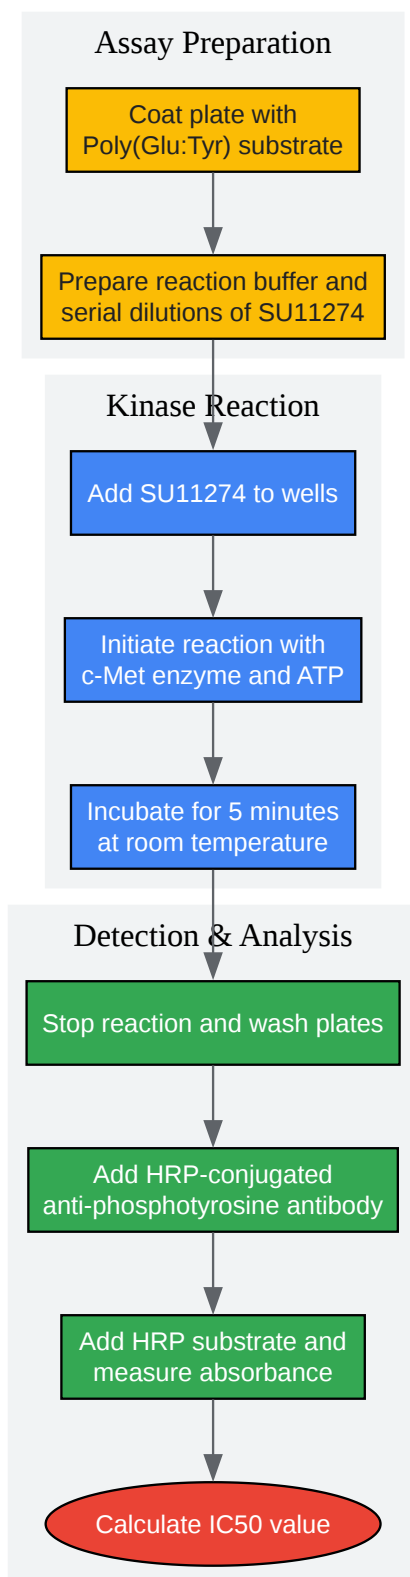 Assay Preparation
Coat plate with
Poly(Glu:Tyr) substrate
Prepare reaction buffer and
serial dilutions of SU11274
Kinase Reaction
Add SU11274 to wells
Initiate reaction with
c-Met enzyme and ATP
Incubate for 5 minutes
at room temperature
Detection & Analysis
Stop reaction and wash plates
Add HRP-conjugated
anti-phosphotyrosine antibody
Add HRP substrate and
measure absorbance
Calculate IC50 value